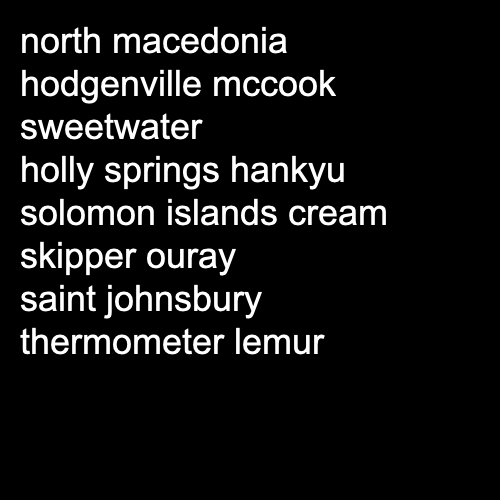 north macedonia
hodgenville mccook
sweetwater
holly springs hankyu
solomon islands cream
skipper ouray
saint johnsbury
thermometer lemur